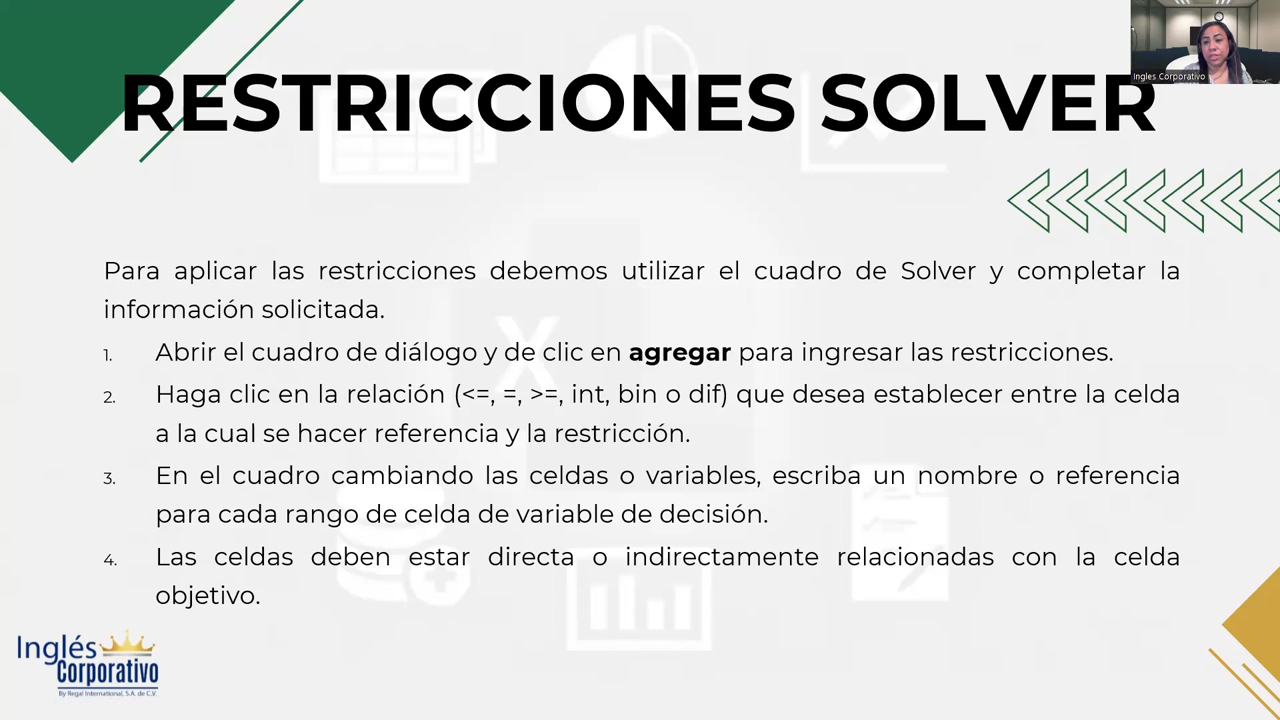 Ingles Corporativo
RESTRICCIONES SOLVER
Para aplicar las restricciones debemos utilizar el cuadro de Solver y completar la
información solicitada.
1. Abrir el cuadro de diálogo y de clic en agregar para ingresar las restricciones.
2. Haga clic en la relación (<=, =, >=, int, bin o dif) que desea establecer entre la celda
a la cual se hacer referencia y la restricción.
3. En el cuadro cambiando las celdas o variables, escriba un nombre o referencia
para cada rango de celda de variable de decisión.
4. Las celdas deben estar directa o indirectamente relacionadas con la celda
objetivo.
Inglés
Corporativo
By Regal International, S.A. de C.V.